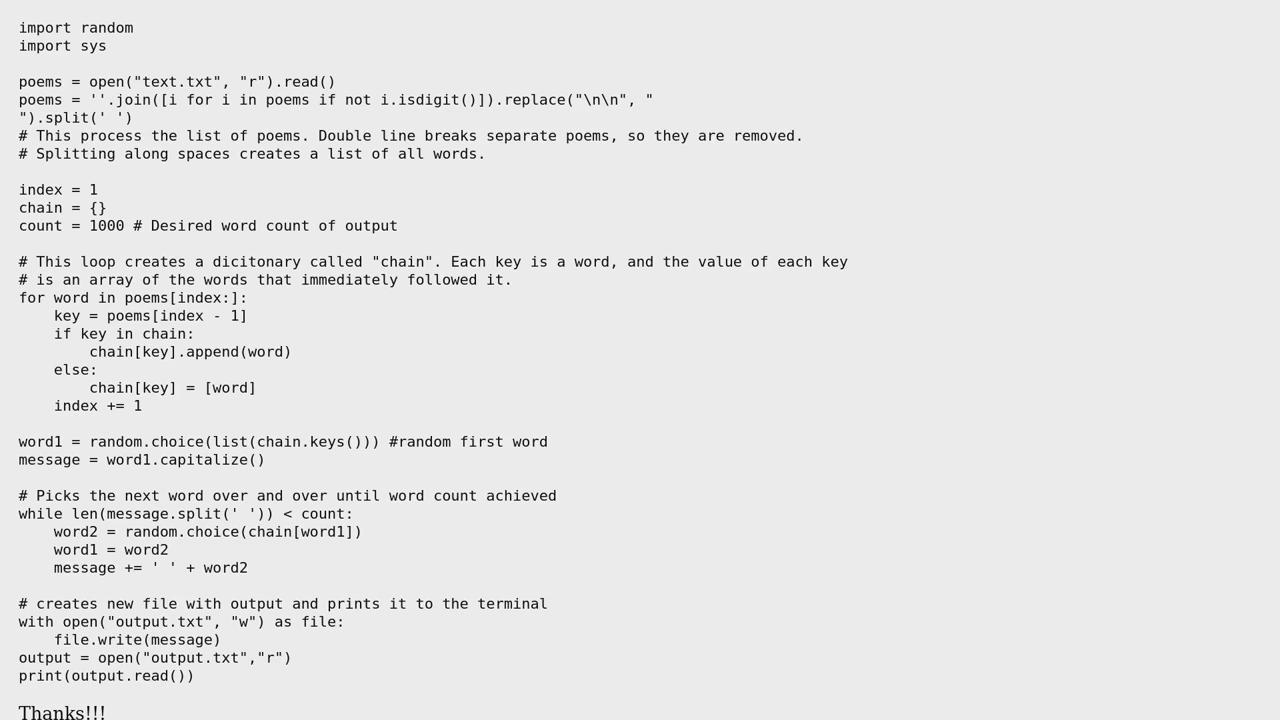 import random
import sys

poems = open("text.txt", "r").read()
poems = ''.join([i for i in poems if not i.isdigit()]).replace("\n\n", "
").split(' ')
# This process the list of poems. Double line breaks separate poems, so they are removed.
# Splitting along spaces creates a list of all words.

index = 1
chain = {}
count = 1000 # Desired word count of output

# This loop creates a dicitonary called "chain". Each key is a word, and the value of each key
# is an array of the words that immediately followed it.
for word in poems[index:]:
    key = poems[index - 1]
    if key in chain:
        chain[key].append(word)
    else:
        chain[key] = [word]
    index += 1

word1 = random.choice(list(chain.keys())) #random first word
message = word1.capitalize()

# Picks the next word over and over until word count achieved
while len(message.split(' ')) < count:
    word2 = random.choice(chain[word1])
    word1 = word2
    message += ' ' + word2

# creates new file with output and prints it to the terminal
with open("output.txt", "w") as file:
    file.write(message)
output = open("output.txt","r")
print(output.read())

Thanks!!!